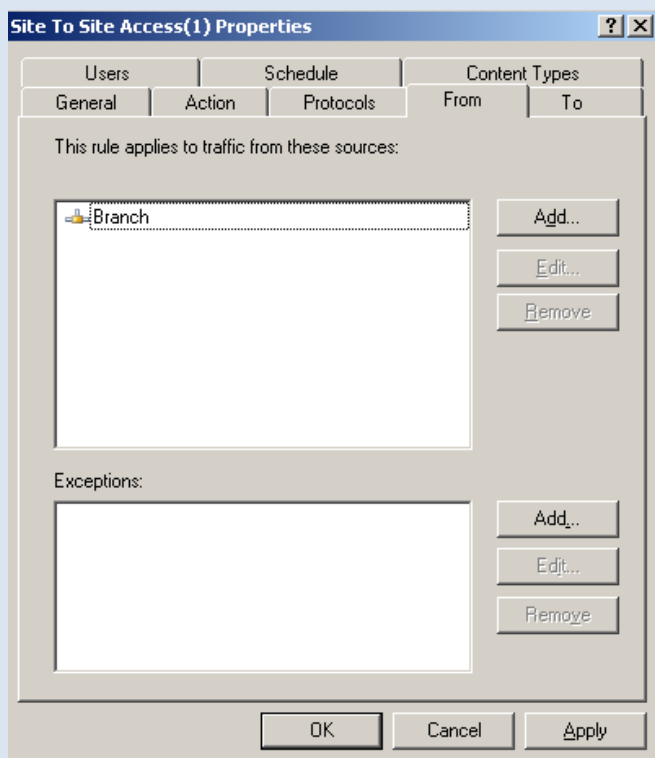 Site To Site Access(1) Properties
Users Schedule Content Types
General Action Protocols From To
This rule applies to traffic from these sources:
Branch
Add...
Edit...
Remove
Exceptions:
Add...
Edit...
Remove
OK Cancel Apply